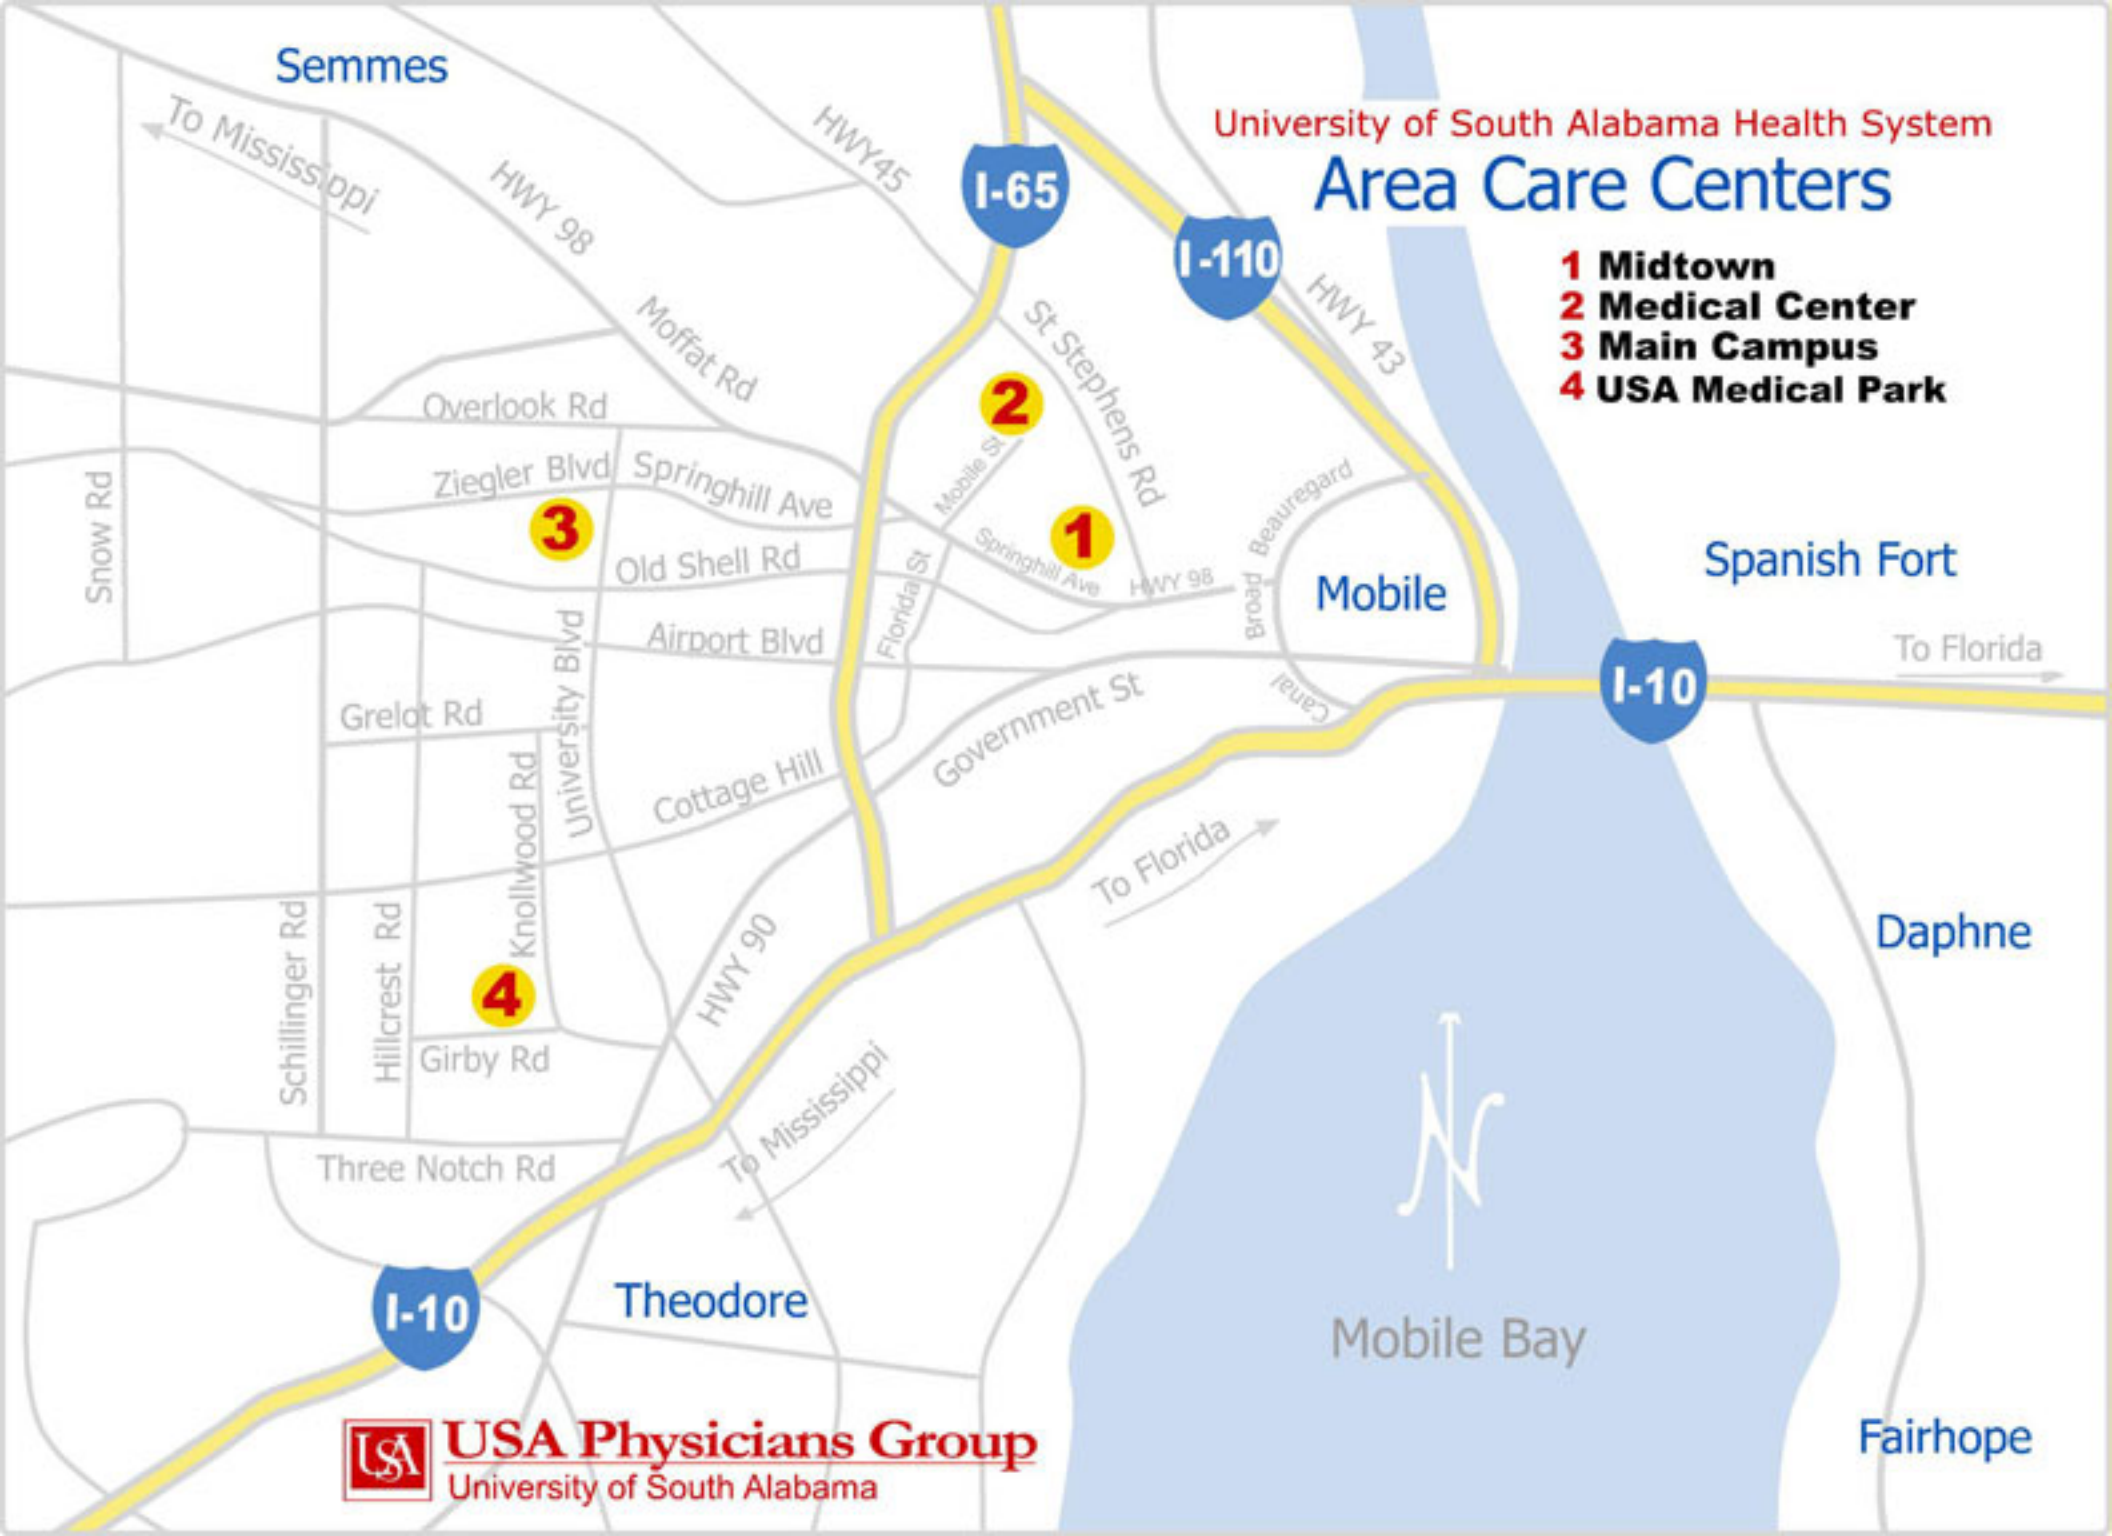 Semmes
To Mississippi
HWY 98
HWY45
I-65
I-110
HWY 43
University of South Alabama Health System
Area Care Centers
1 Midtown
2 Medical Center
3 Main Campus
4 USA Medical Park
Moffat Rd
St Stephens Rd
Overlook Rd
2
Mobile St
Ziegler Blvd
Springhill Ave
Snow Rd
3
1
Old Shell Rd
Florida St
Springhill Ave
HWY 98
Beauregard
Broad
Canal
Mobile
Spanish Fort
To Florida
I-10
Airport Blvd
University Blvd
Grelot Rd
Government St
Knollwood Rd
Cottage Hill
To Florida
Daphne
Schillinger Rd
Hillcrest Rd
4
HWY 90
Girby Rd
To Mississippi
Three Notch Rd
N
I-10
Theodore
Mobile Bay
Fairhope
USA
USA Physicians Group
University of South Alabama